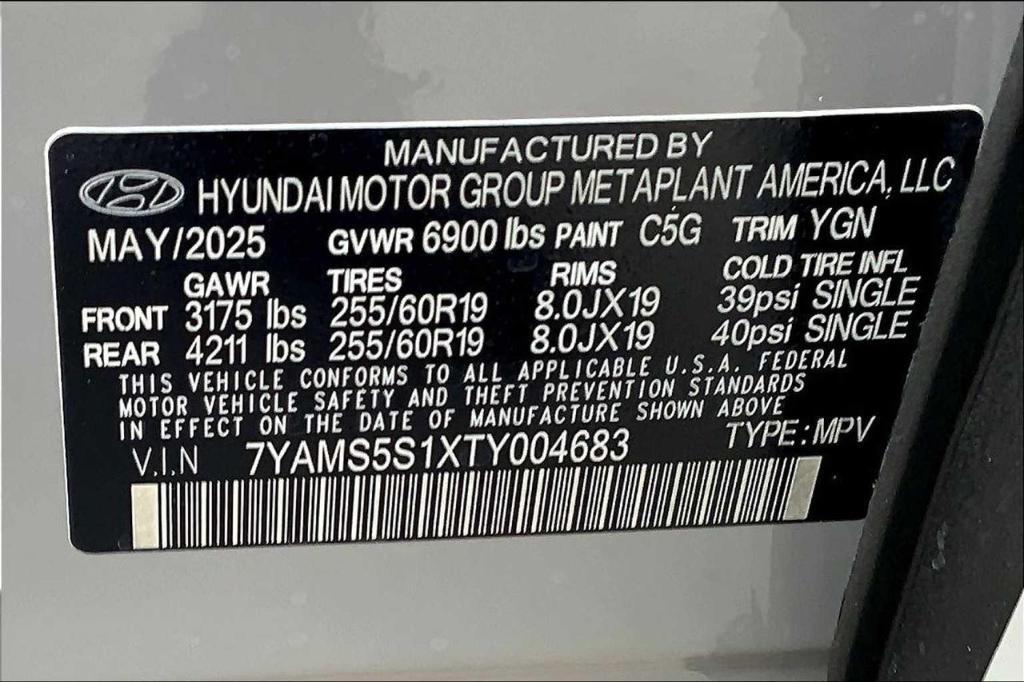 MANUFACTURED BY
HYUNDAI MOTOR GROUP METAPLANT AMERICA, LLC
MAY/2025 GVWR 6900 lbs PAINT C5G TRIM YGN
GAWR TIRES RIMS COLD TIRE INFL
FRONT 3175 lbs 255/60R19 8.0JX19 39psi SINGLE
REAR 4211 lbs 255/60R19 8.0JX19 40psi SINGLE
THIS VEHICLE CONFORMS TO ALL APPLICABLE U.S.A. FEDERAL
MOTOR VEHICLE SAFETY AND THEFT PREVENTION STANDARDS
IN EFFECT ON THE DATE OF MANUFACTURE SHOWN ABOVE
V.I.N 7YAMS5S1XTY004683 TYPE: MPV